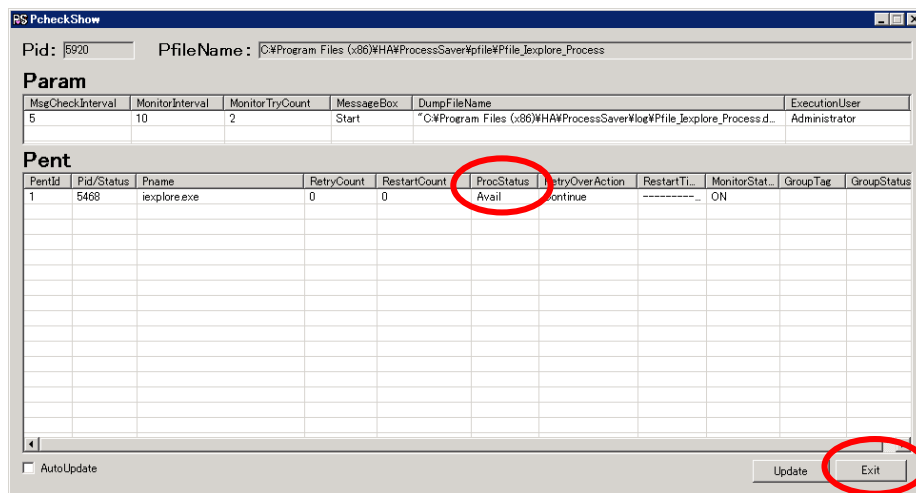 RS PcheckShow
Pid: 5920 PfileName: C:¥Program Files (x86)¥HA¥ProcessSaver¥pfile¥Pfile_Iexplore_Process
Param
MsgCheckInterval MonitorInterval MonitorTryCount MessageBox DumpFileName ExecutionUser
5 10 2 Start "C:¥Program Files (x86)¥HA¥ProcessSaver¥log¥Pfile_Iexplore_Process.d... Administrator
Pent
PentId Pid/Status Pname RetryCount RestartCount ProcStatus RetryOverAction RestartTi... MonitorStat... GroupTag GroupStatus
1 5468 iexplore.exe 0 0 Avail Continue ---------... ON
AutoUpdate Update Exit